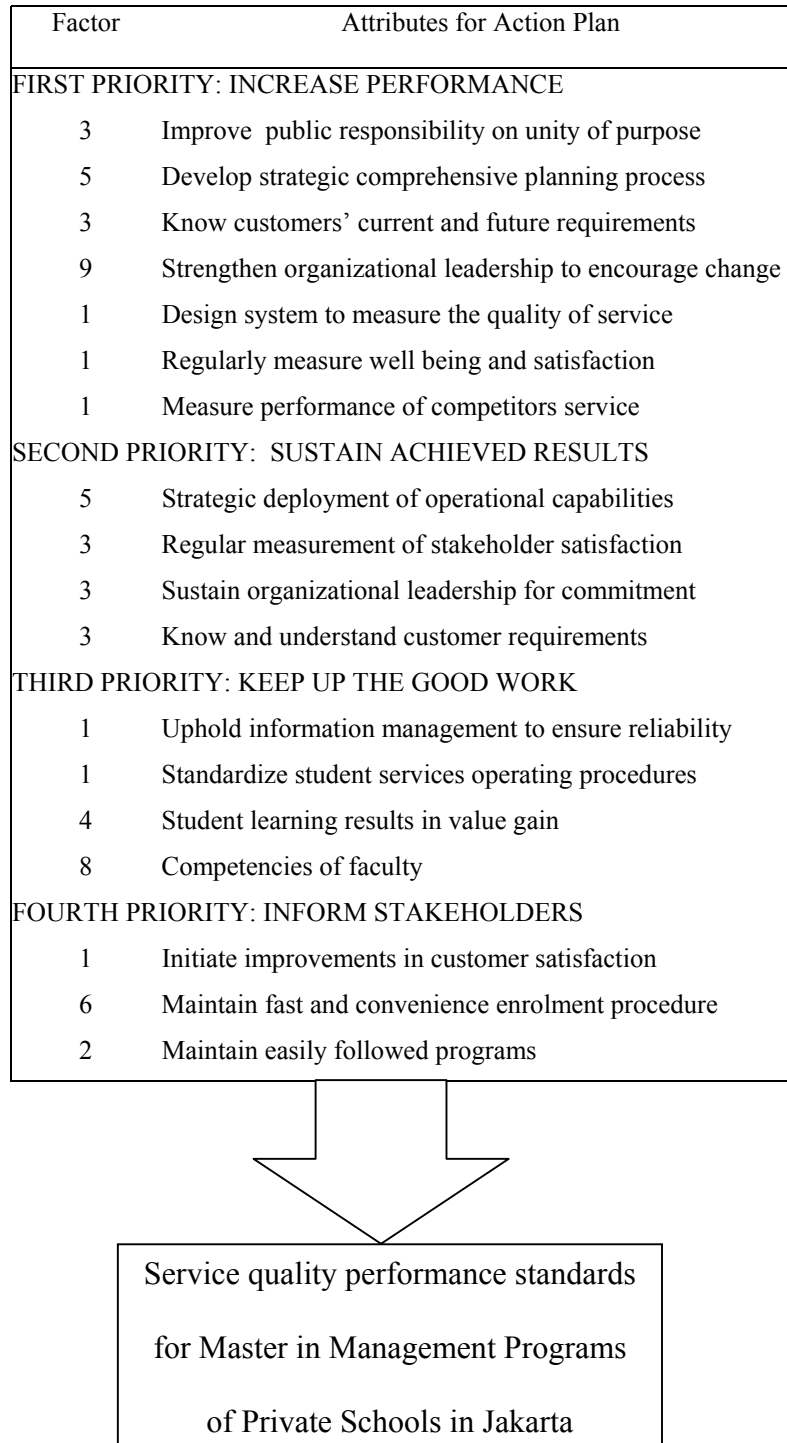 Factor Attributes for Action Plan
FIRST PRIORITY: INCREASE PERFORMANCE
3 Improve public responsibility on unity of purpose
5 Develop strategic comprehensive planning process
3 Know customers’ current and future requirements
9 Strengthen organizational leadership to encourage change
1 Design system to measure the quality of service
1 Regularly measure well being and satisfaction
1 Measure performance of competitors service
SECOND PRIORITY: SUSTAIN ACHIEVED RESULTS
5 Strategic deployment of operational capabilities
3 Regular measurement of stakeholder satisfaction
3 Sustain organizational leadership for commitment
3 Know and understand customer requirements
THIRD PRIORITY: KEEP UP THE GOOD WORK
1 Uphold information management to ensure reliability
1 Standardize student services operating procedures
4 Student learning results in value gain
8 Competencies of faculty
FOURTH PRIORITY: INFORM STAKEHOLDERS
1 Initiate improvements in customer satisfaction
6 Maintain fast and convenience enrolment procedure
2 Maintain easily followed programs
Service quality performance standards
for Master in Management Programs
of Private Schools in Jakarta